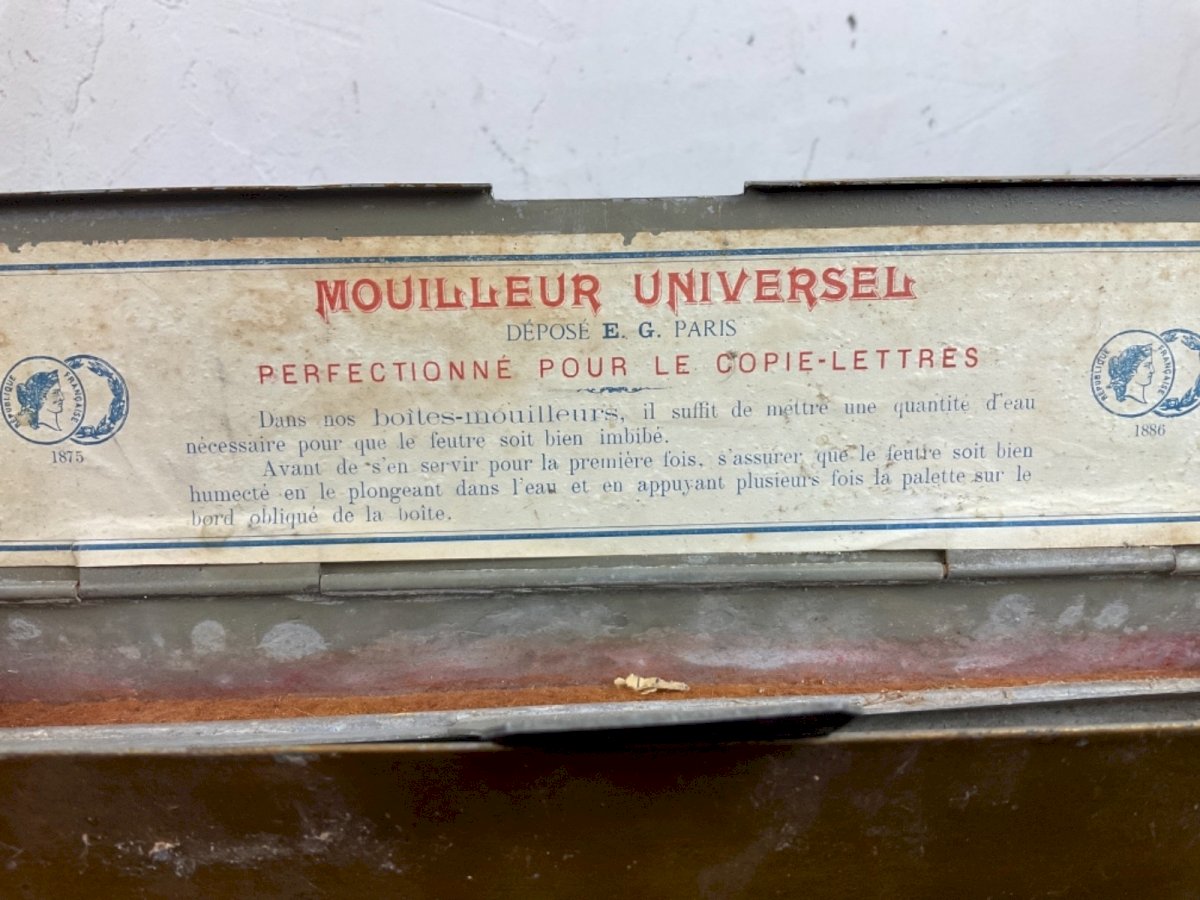 MOUILLEUR UNIVERSEL
DÉPOSÉ E. G. PARIS
PERFECTIONNÉ POUR LE COPIE-LETTRES
RÉPUBLIQUE FRANÇAISE
1875
RÉPUBLIQUE FRANÇAISE
1886
Dans nos boîtes-mouilleurs, il suffit de mettre une quantité d'eau
nécessaire pour que le feutre soit bien imbibé.
Avant de s'en servir pour la première fois, s'assurer que le feutre soit bien
humecté en le plongeant dans l'eau et en appuyant plusieurs fois la palette sur le
bord oblique de la boîte.